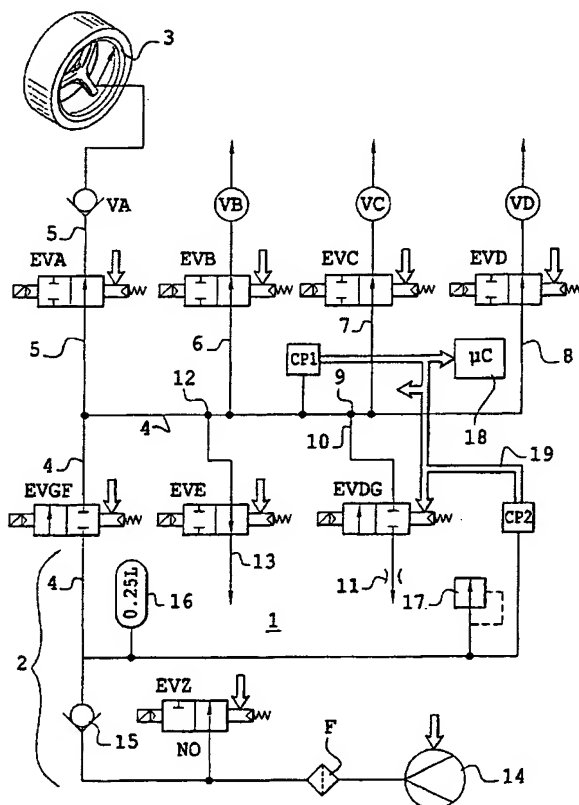 3
VA
VB
VC
VD
5
EVA
EVB
EVC
EVD
5
6
7
8
CP1
µC
12
9
18
4
10
4
19
EVGF
EVE
EVDG
CP2
4
13
11
17
0.25L
16
1
2
EVZ
15
NO
F
14